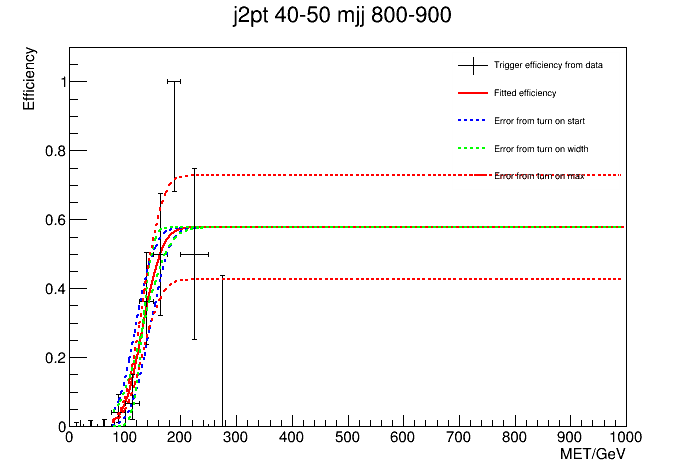 j2pt 40-50 mjj 800-900
Efficiency
1
0.8
0.6
0.4
0.2
0
Trigger efficiency from data
Fitted efficiency
Error from turn on start
Error from turn on width
Error from turn on max
0 100 200 300 400 500 600 700 800 900 1000
MET/GeV